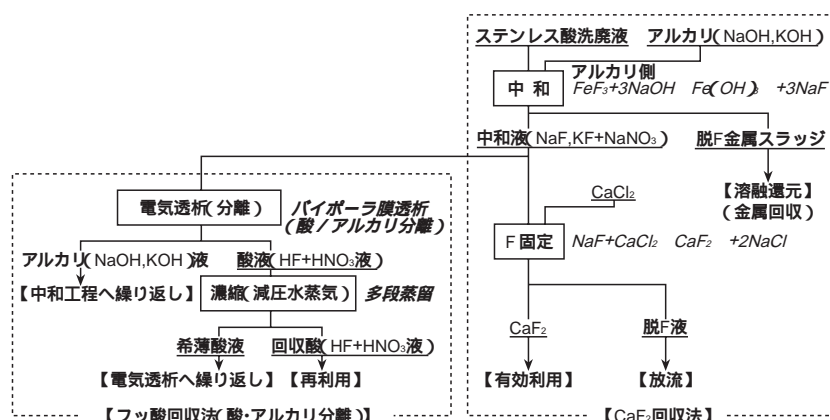 ステンレス酸洗廃液 アルカリ(NaOH,KOH)
アルカリ側
中 和
FeF₃+3NaOH Fe(OH)₃ +3NaF
中和液(NaF,KF+NaNO₃) 脱F金属スラッジ
【溶融還元】
(金属回収)
CaCl₂
F固定
NaF+CaCl₂ CaF₂ +2NaCl
CaF₂ 脱F液
【有効利用】 【放流】
【CaF₂回収法】
電気透析(分離)
バイポーラ膜透析
(酸/アルカリ分離)
アルカリ(NaOH,KOH)液 酸液(HF+HNO₃液)
【中和工程へ繰り返し】 濃縮(減圧水蒸気) 多段蒸留
希薄酸液 回収酸(HF+HNO₃液)
【電気透析へ繰り返し】【再利用】
【フッ酸回収法(酸・アルカリ分離)】